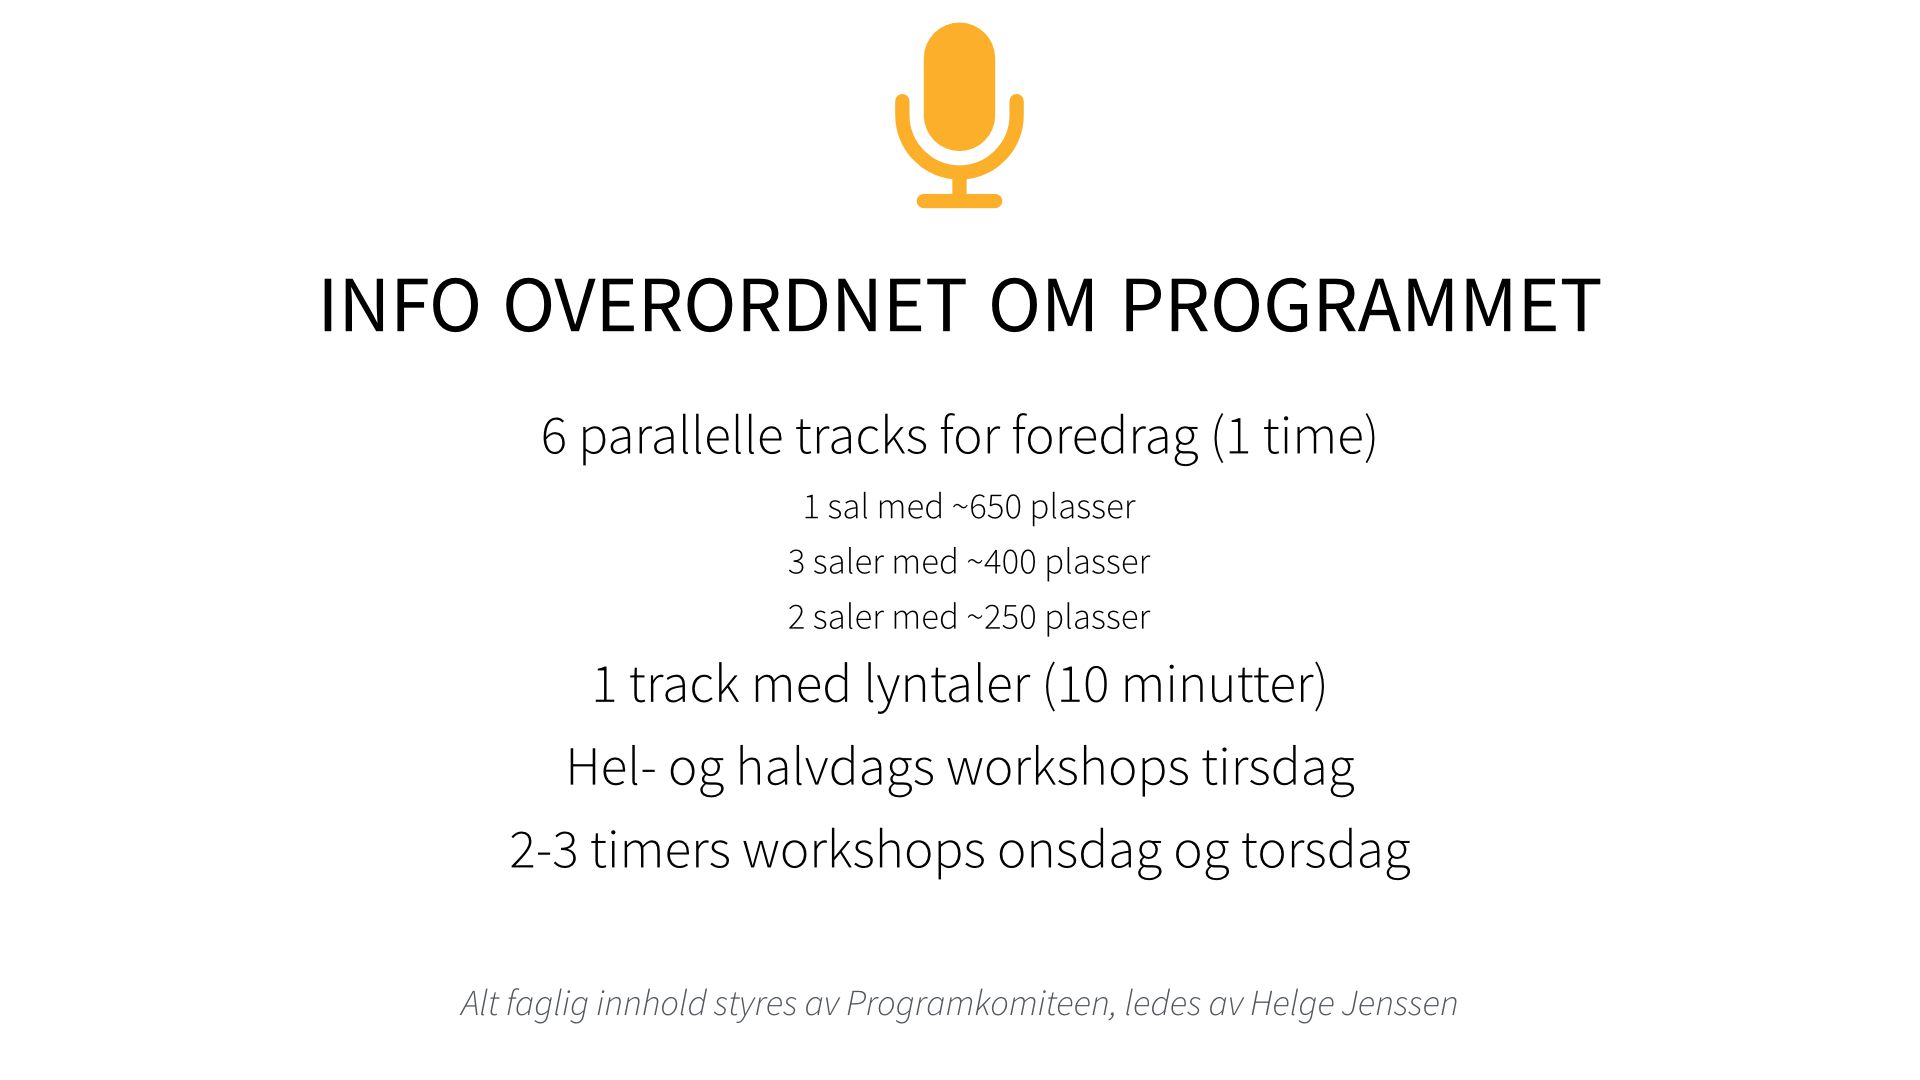 INFO OVERORDNET OM PROGRAMMET
6 parallelle tracks for foredrag (1 time)
1 sal med ~650 plasser
3 saler med ~400 plasser
2 saler med ~250 plasser
1 track med lyntaler (10 minutter)
Hel- og halvdags workshops tirsdag
2-3 timers workshops onsdag og torsdag
Alt faglig innhold styres av Programkomiteen, ledes av Helge Jenssen